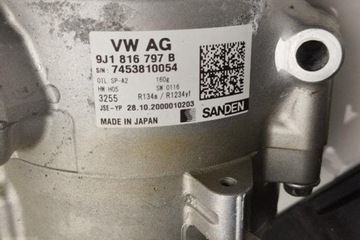 VW AG
9J1 816 797 B
S/N: 7453810054
OIL SP-A2 160g
HW H05 SW 0116
3255 R134a / R1234yf
JSE-YP 28.10.2000010203
MADE IN JAPAN SANDEN